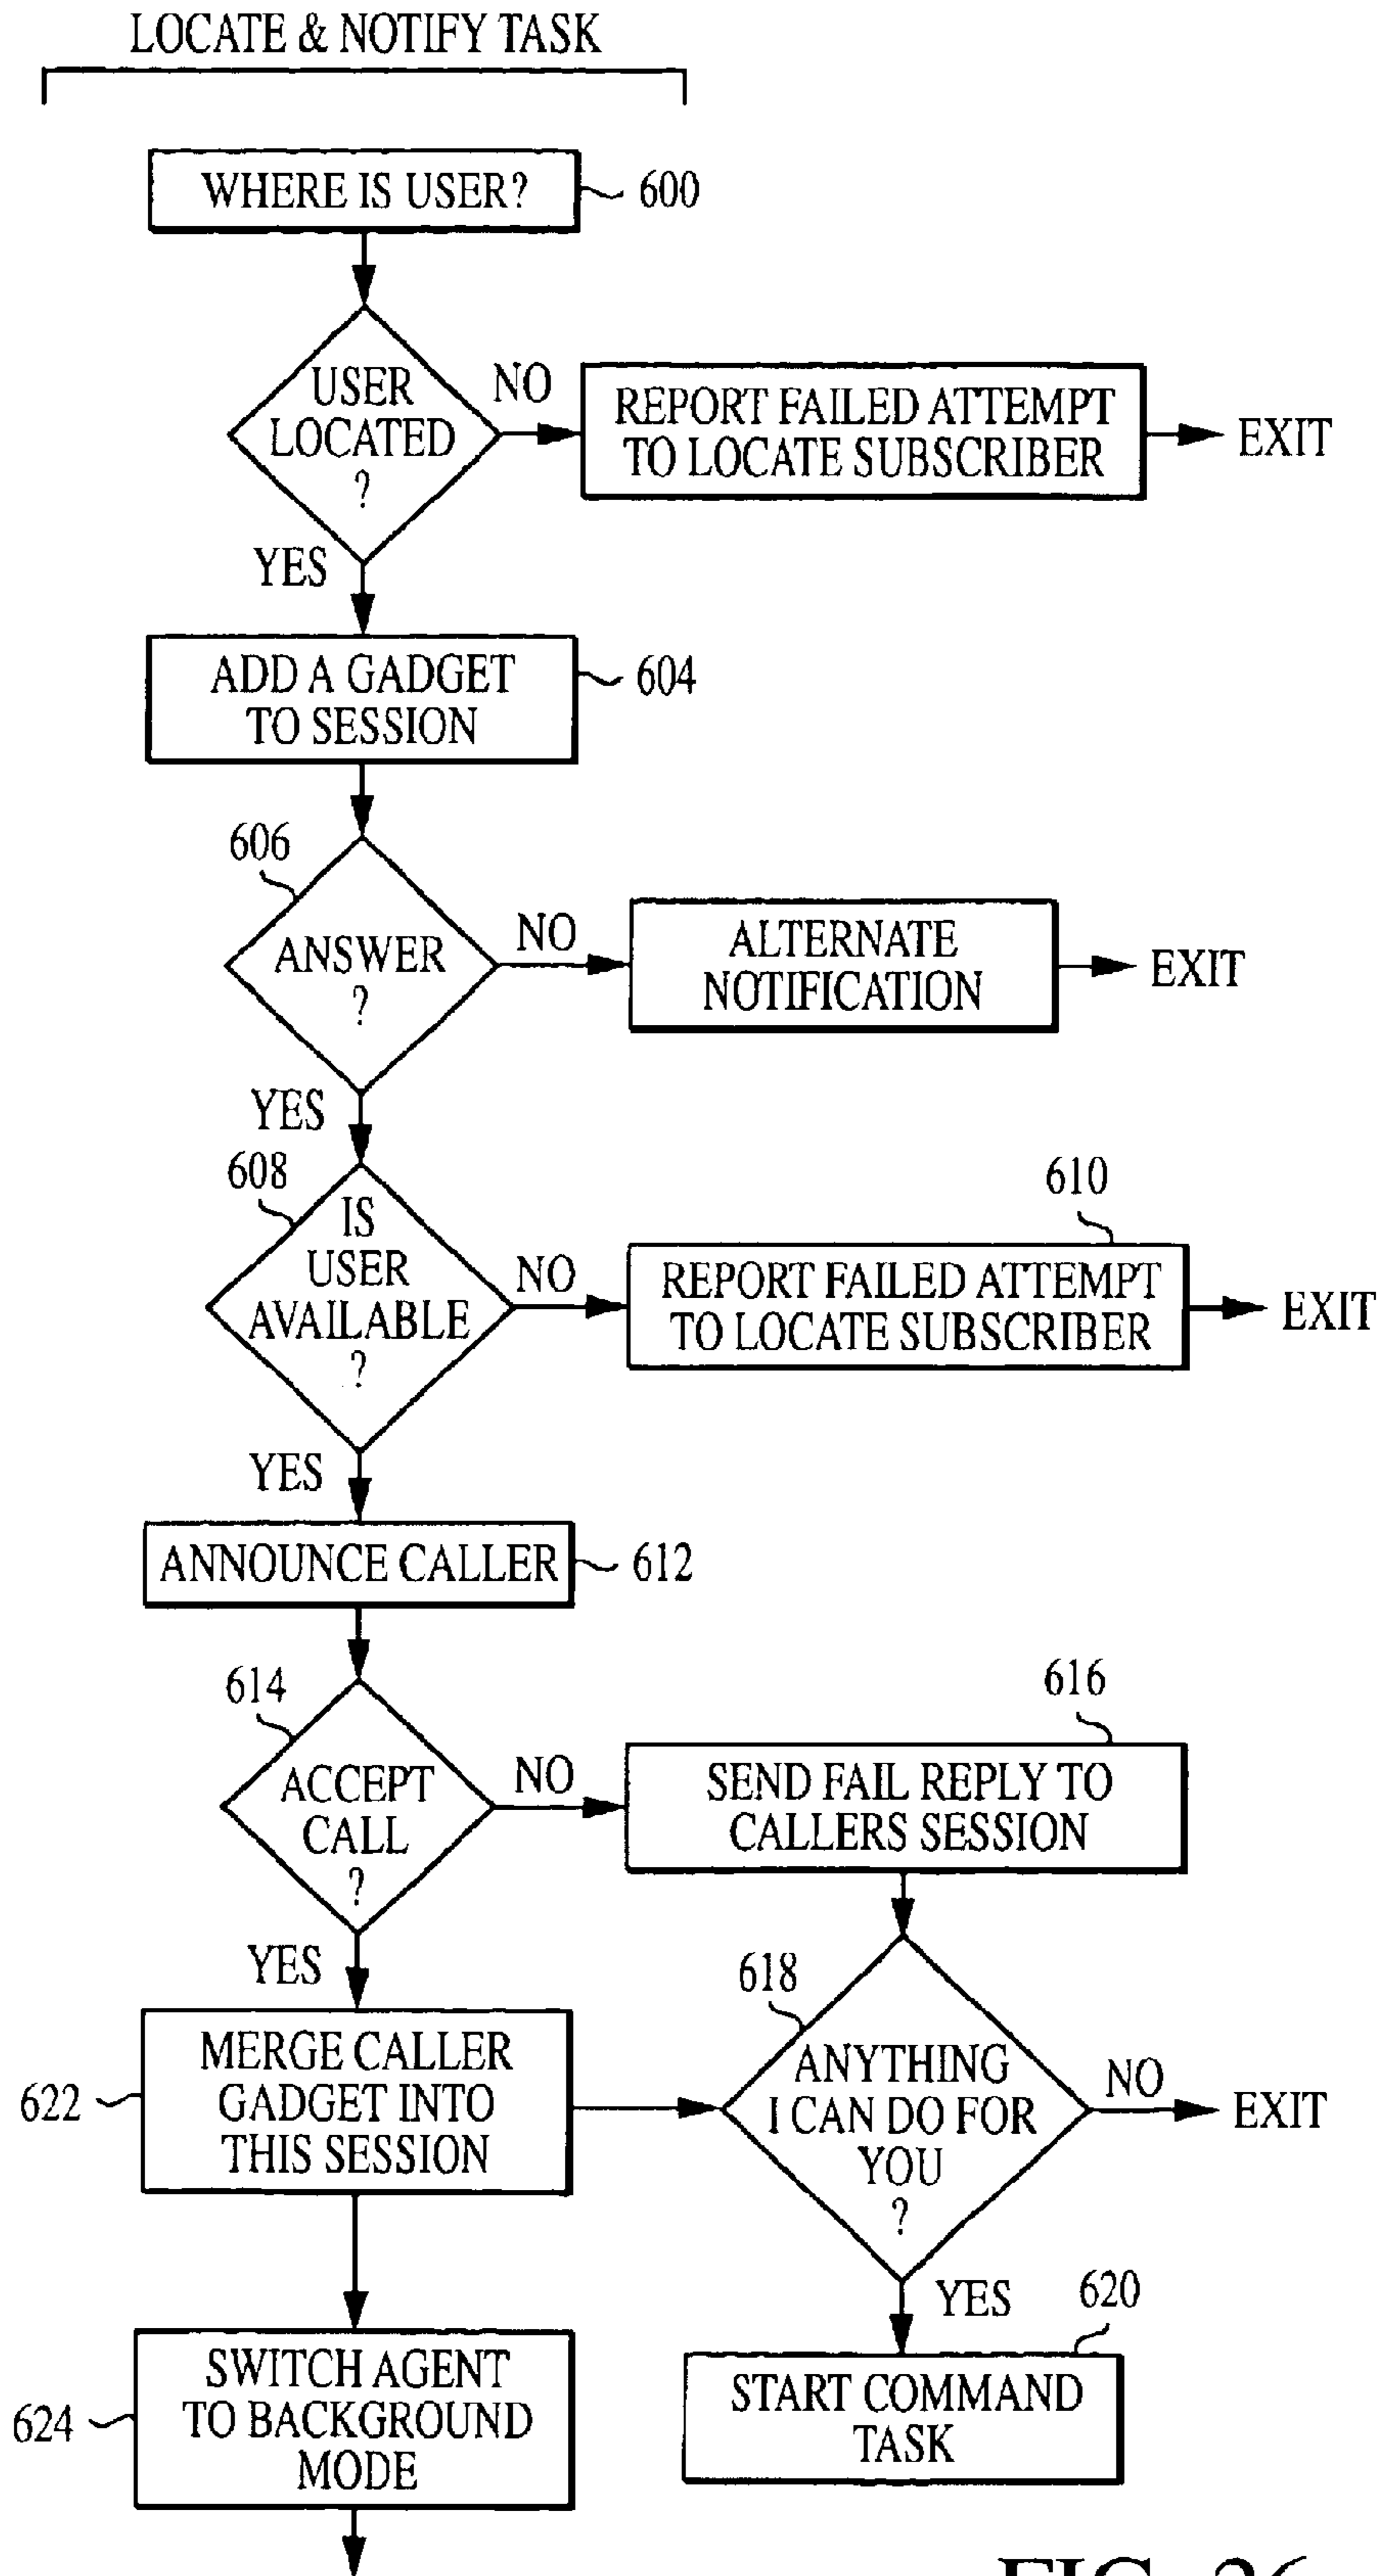 LOCATE & NOTIFY TASK
WHERE IS USER?
600
USER
LOCATED
?
NO
REPORT FAILED ATTEMPT
TO LOCATE SUBSCRIBER
EXIT
YES
ADD A GADGET
TO SESSION
604
606
ANSWER
?
NO
ALTERNATE
NOTIFICATION
EXIT
YES
608
IS
USER
AVAILABLE
?
NO
610
REPORT FAILED ATTEMPT
TO LOCATE SUBSCRIBER
EXIT
YES
ANNOUNCE CALLER
612
614
ACCEPT
CALL
?
NO
616
SEND FAIL REPLY TO
CALLERS SESSION
YES
618
622
MERGE CALLER
GADGET INTO
THIS SESSION
ANYTHING
I CAN DO FOR
YOU
?
NO
EXIT
YES
620
624
SWITCH AGENT
TO BACKGROUND
MODE
START COMMAND
TASK
FIG. 26